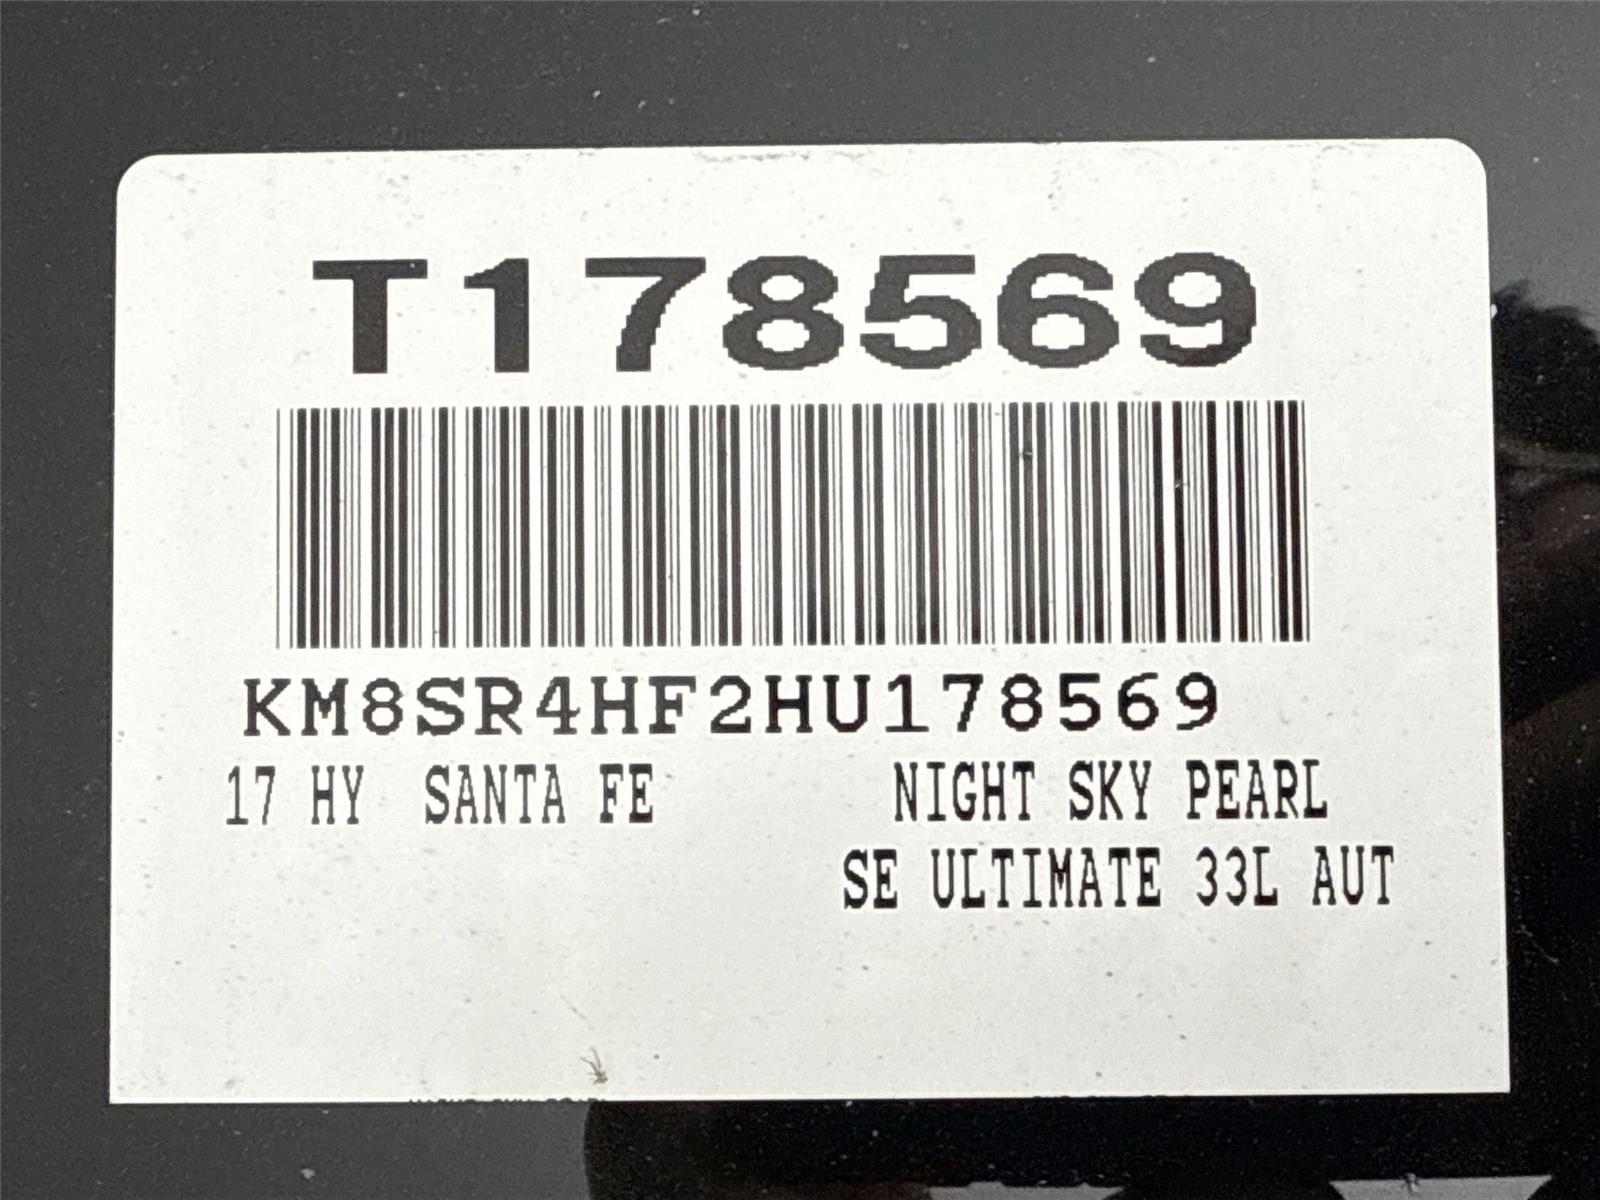 T178569
KM8SR4HF2HU178569
17 HY SANTA FE NIGHT SKY PEARL
SE ULTIMATE 33L AUT